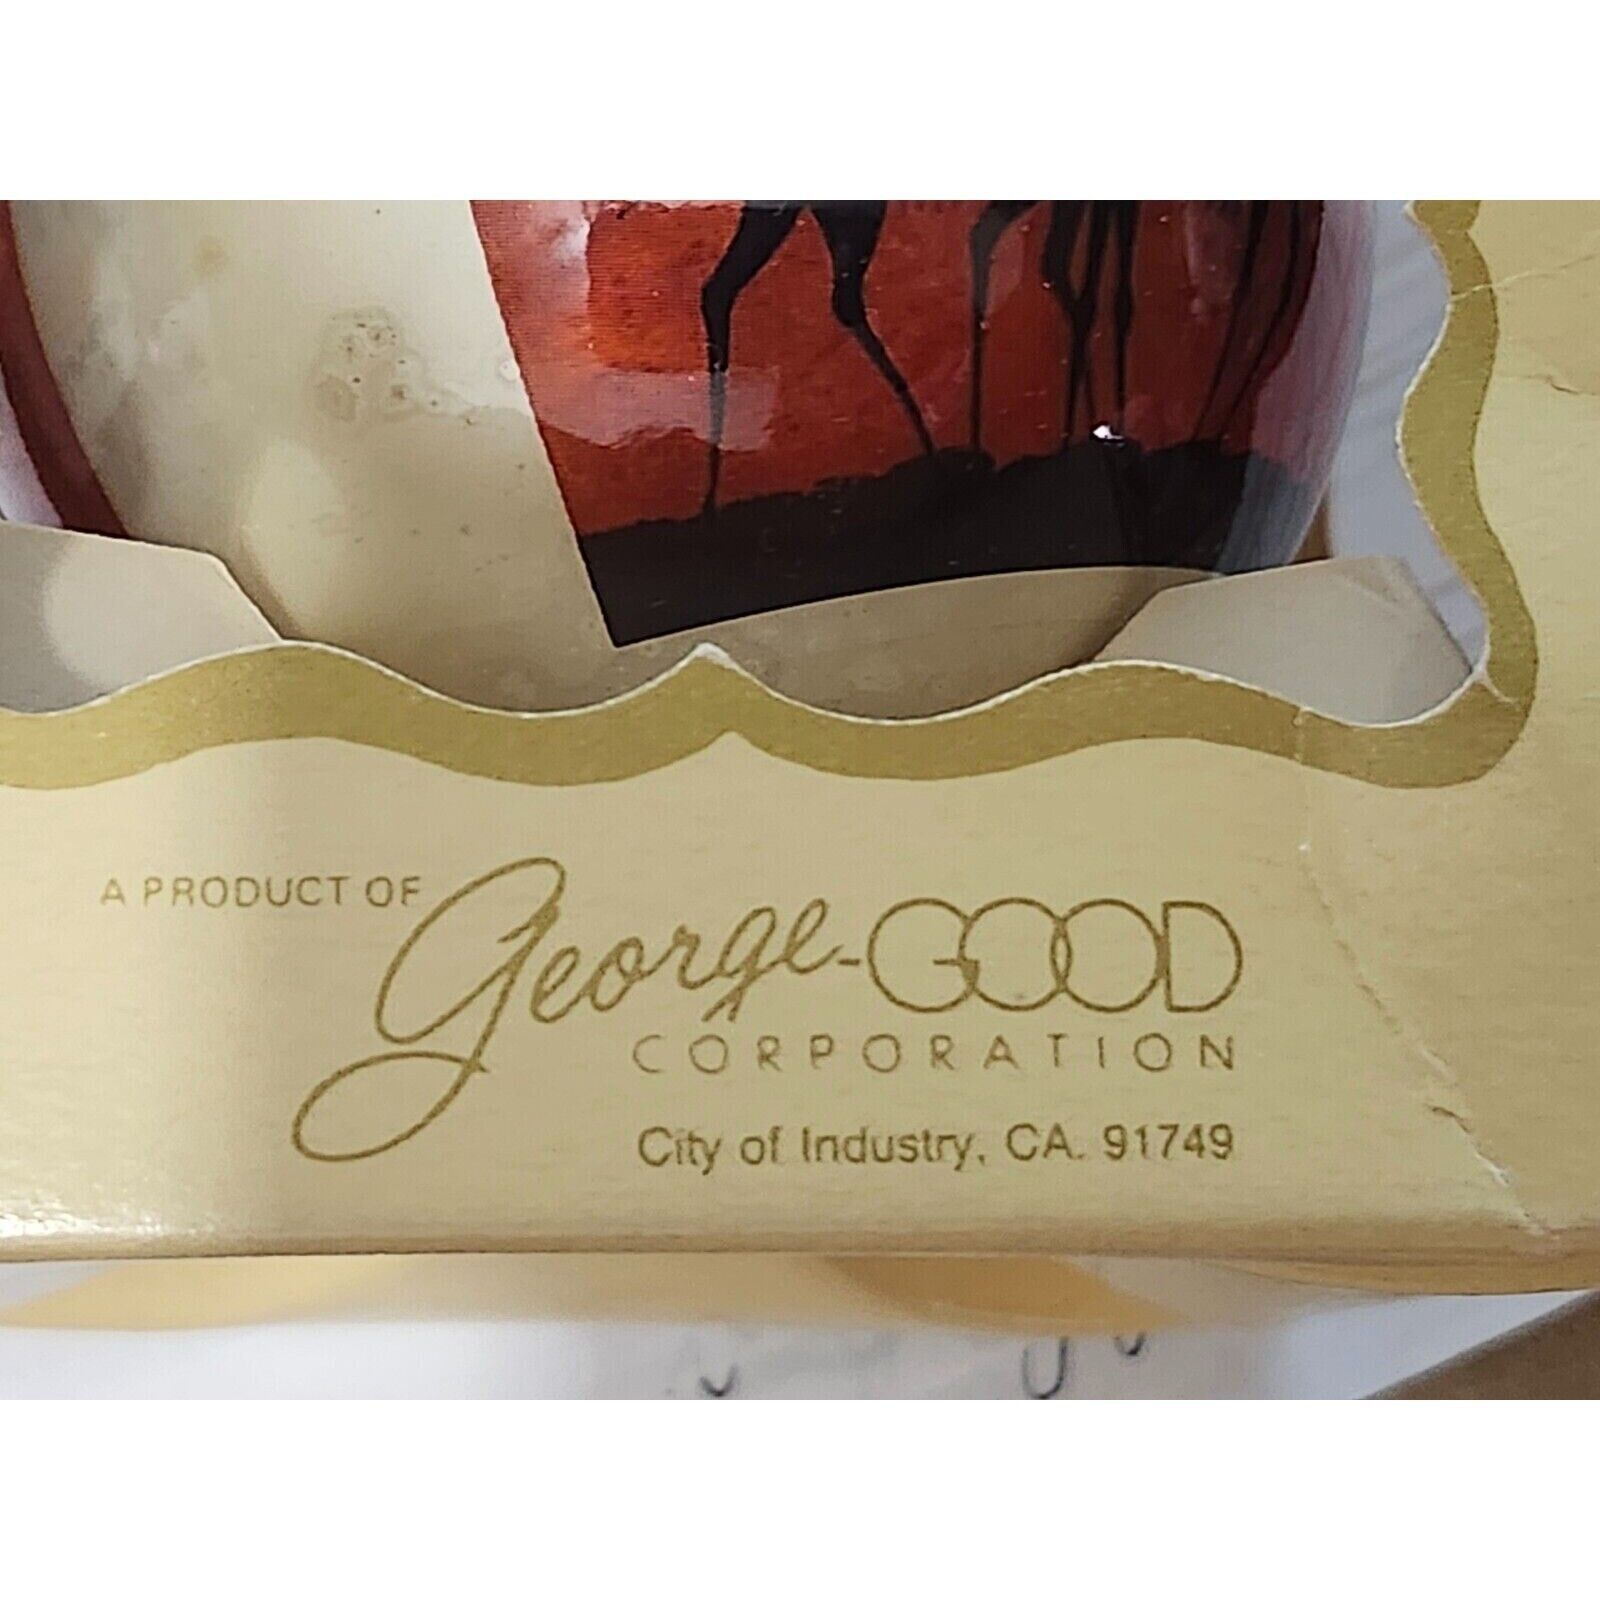 A PRODUCT OF George-GOOD
CORPORATION
City of Industry, CA. 91749